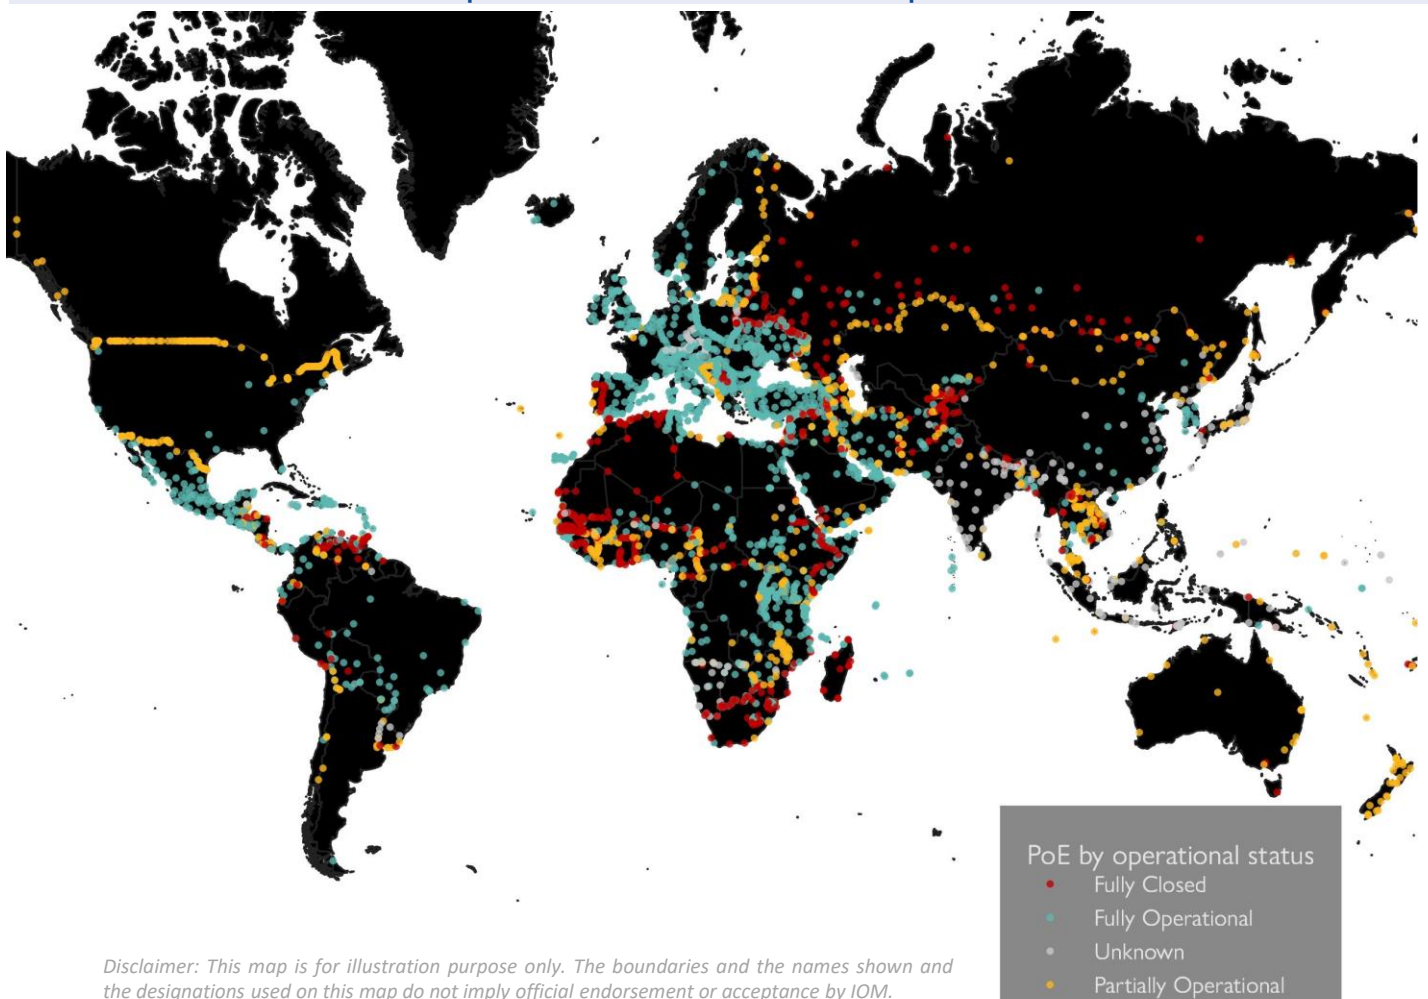 PoE by operational status
Fully Closed
Fully Operational
Unknown
Partially Operational
Disclaimer: This map is for illustration purpose only. The boundaries and the names shown and
the designations used on this map do not imply official endorsement or acceptance by IOM.